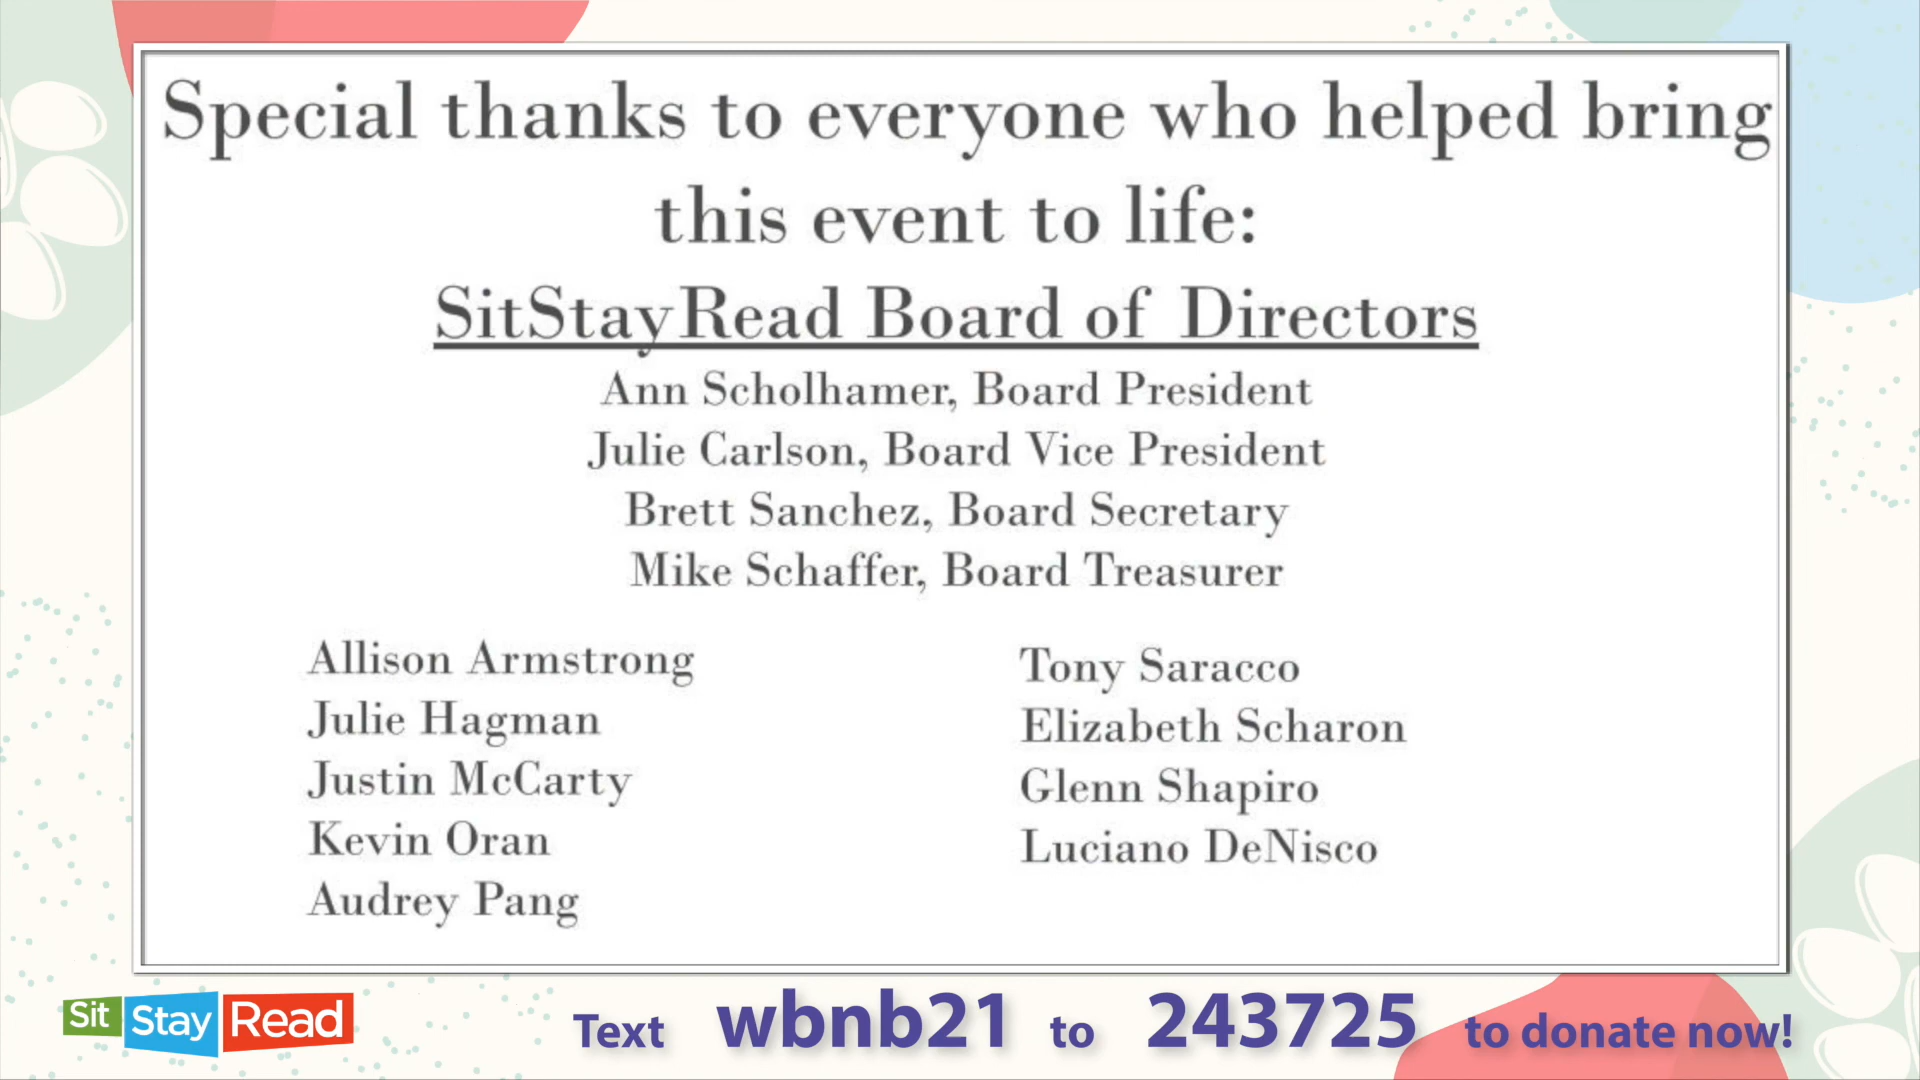 Special thanks to everyone who helped bring
this event to life:
SitStayRead Board of Directors
Ann Scholhamer, Board President
Julie Carlson, Board Vice President
Brett Sanchez, Board Secretary
Mike Schaffer, Board Treasurer
Allison Armstrong
Julie Hagman
Justin McCarty
Kevin Oran
Audrey Pang
Tony Saracco
Elizabeth Scharon
Glenn Shapiro
Luciano DeNisco
Sit Stay Read
Text wbnb21 to 243725 to donate now!